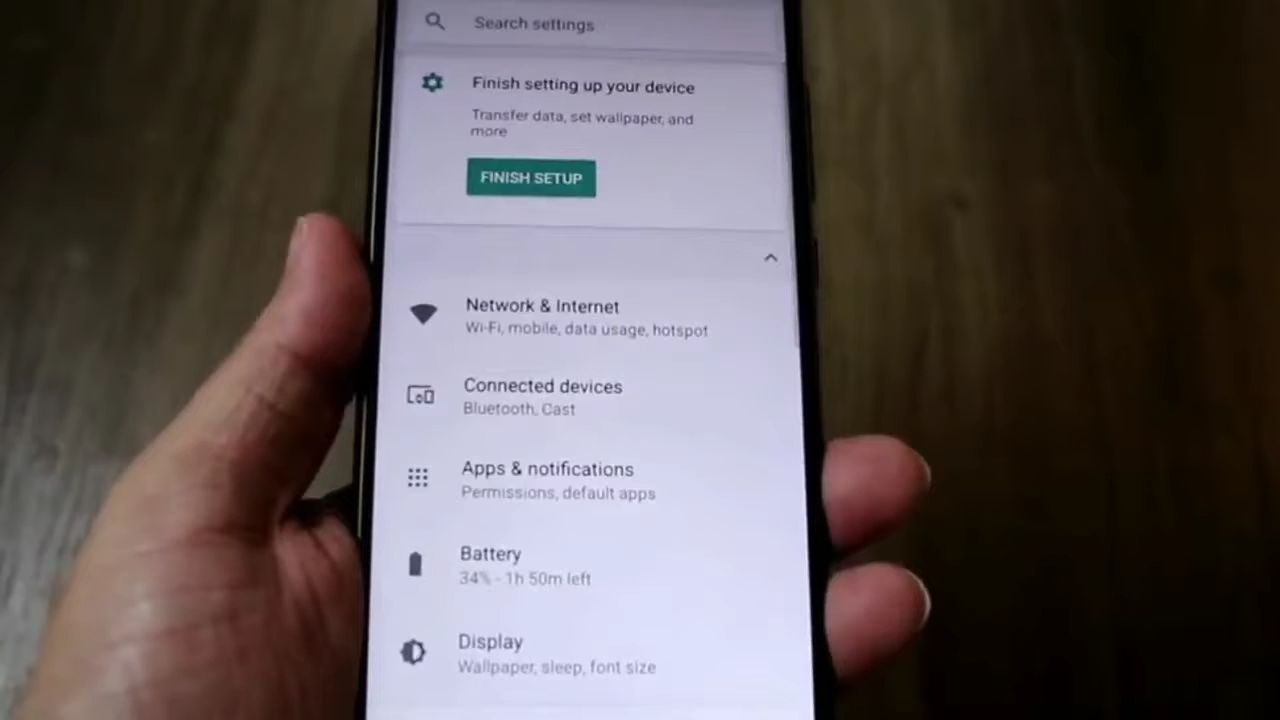 Search settings
Finish setting up your device
Transfer data, set wallpaper, and
more
FINISH SETUP
Network & Internet
Wi-Fi, mobile, data usage, hotspot
Connected devices
Bluetooth, Cast
Apps & notifications
Permissions, default apps
Battery
34% - 1h 50m left
Display
Wallpaper, sleep, font size